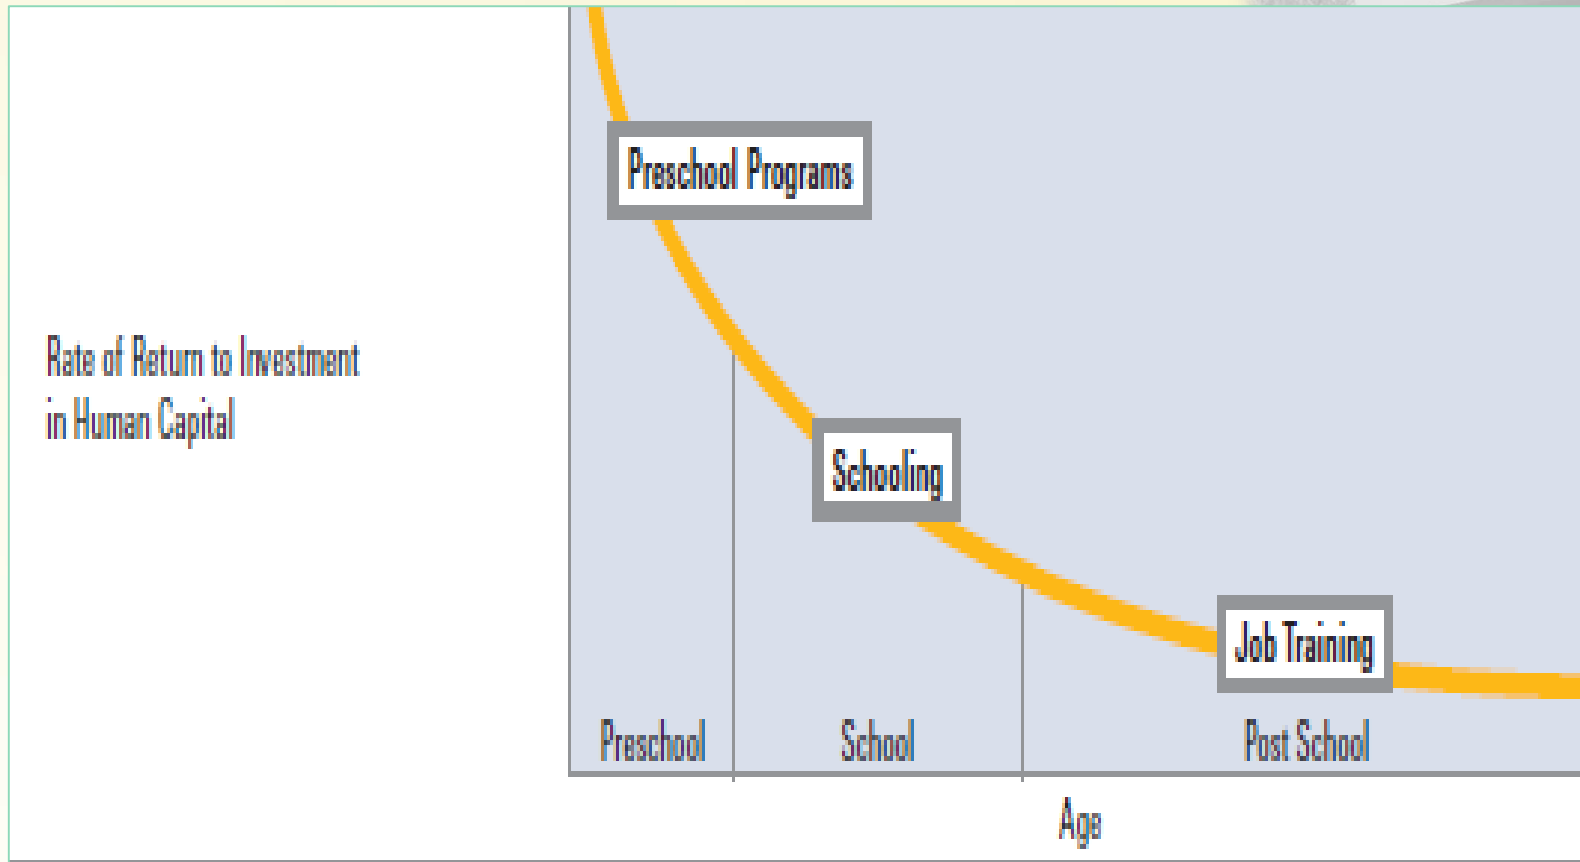 Preschool Programs
Rate of Return to Investment
in Human Capital
Schooling
Job Training
Preschool
School
Post School
Age